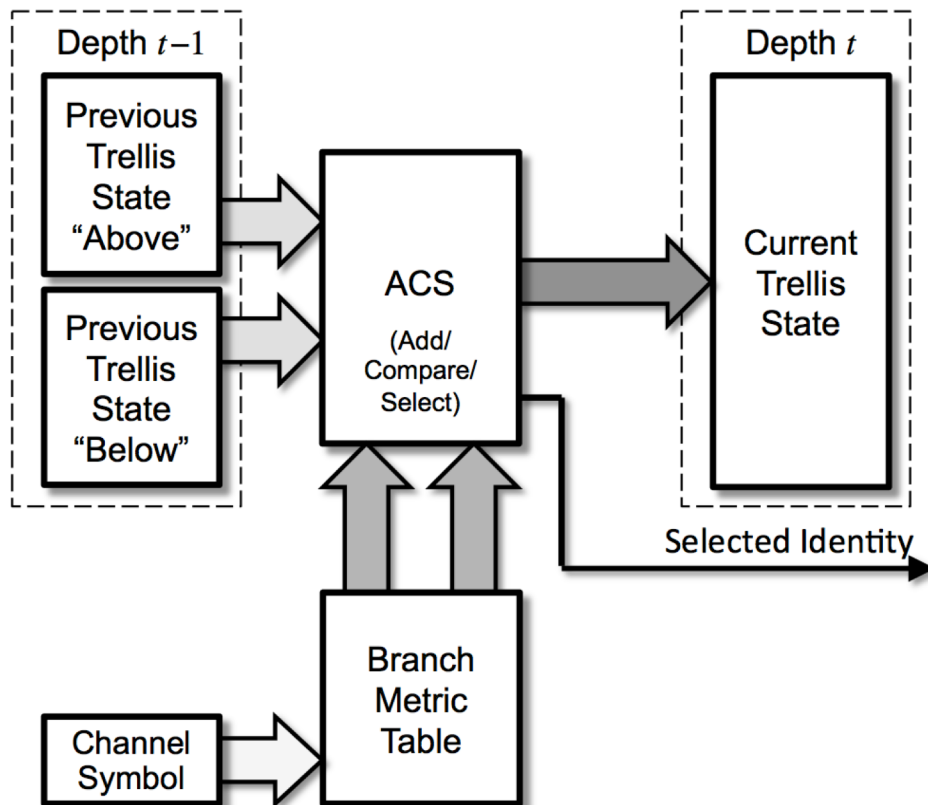 Depth t−1
Previous
Trellis
State
“Above”
Previous
Trellis
State
“Below”
ACS
(Add/
Compare/
Select)
Depth t
Current
Trellis
State
Selected Identity
Branch
Metric
Table
Channel
Symbol